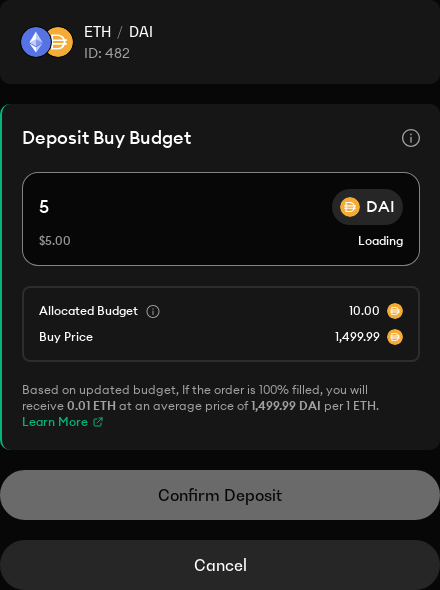 ETH / DAI
ID: 482
Deposit Buy Budget
5 DAI
$5.00 Loading
Allocated Budget 10.00
Buy Price 1,499.99
Based on updated budget, If the order is 100% filled, you will
receive 0.01 ETH at an average price of 1,499.99 DAI per 1 ETH.
Learn More
Confirm Deposit
Cancel